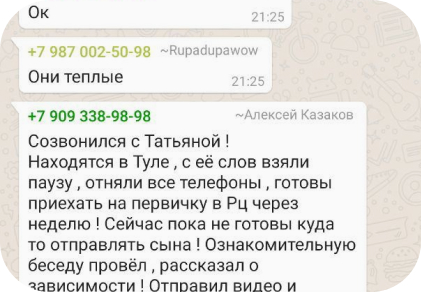 Ок
21:25
+7 987 002-50-98 ~Rupadupawow
Они теплые
21:25
+7 909 338-98-98 ~Алексей Казаков
Созвонился с Татьяной !
Находятся в Туле , с её слов взяли
паузу , отняли все телефоны , готовы
приехать на первичку в Рц через
неделю ! Сейчас пока не готовы куда
то отправлять сына ! Ознакомительную
беседу провёл , рассказал о
зависимости ! Отправил видео и